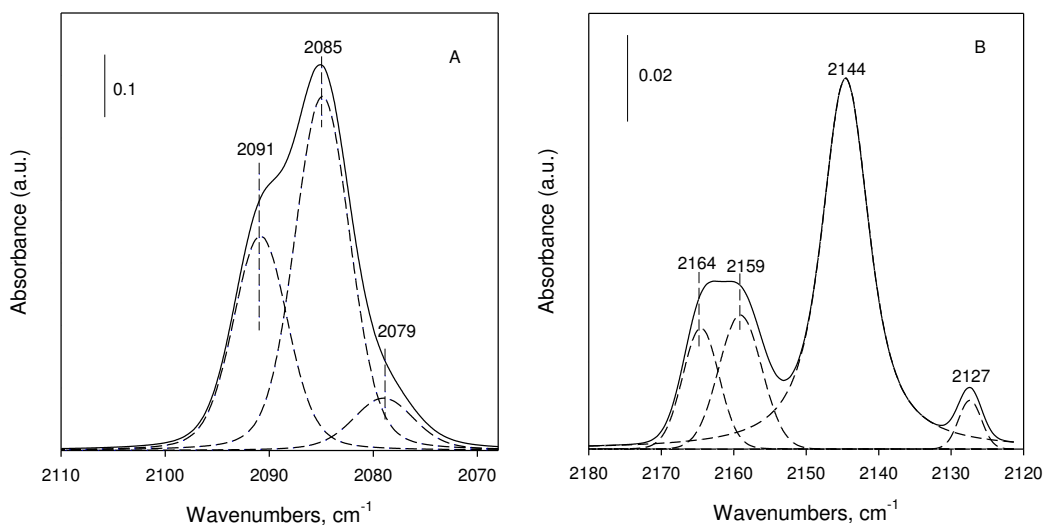 A
2085
0.1
2091
2079
Absorbance (a.u.)
2110 2100 2090 2080 2070
Wavenumbers, cm⁻¹
B
2144
0.02
2164 2159
2127
Absorbance (a.u.)
2180 2170 2160 2150 2140 2130 2120
Wavenumbers, cm⁻¹